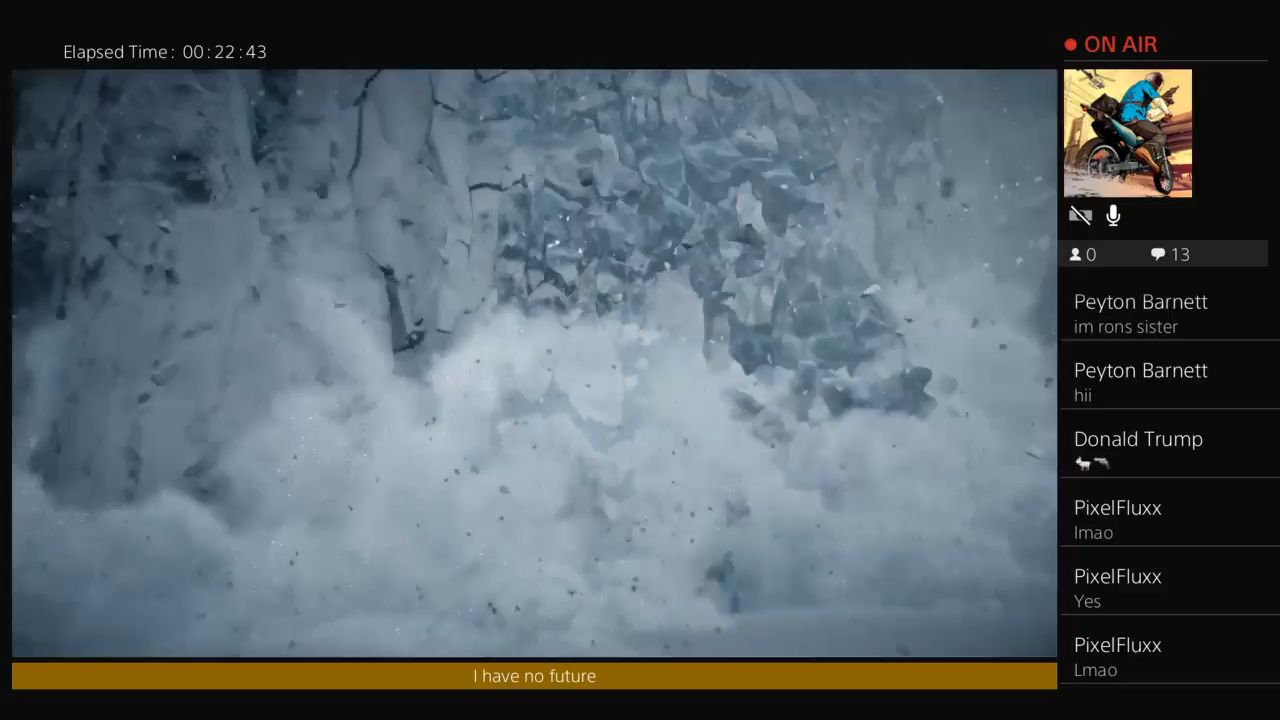 Elapsed Time: 00:22:43
ON AIR
0
13
Peyton Barnett
im rons sister
Peyton Barnett
hii
Donald Trump
🐐🔫
PixelFluxx
lmao
PixelFluxx
Yes
PixelFluxx
Lmao
I have no future